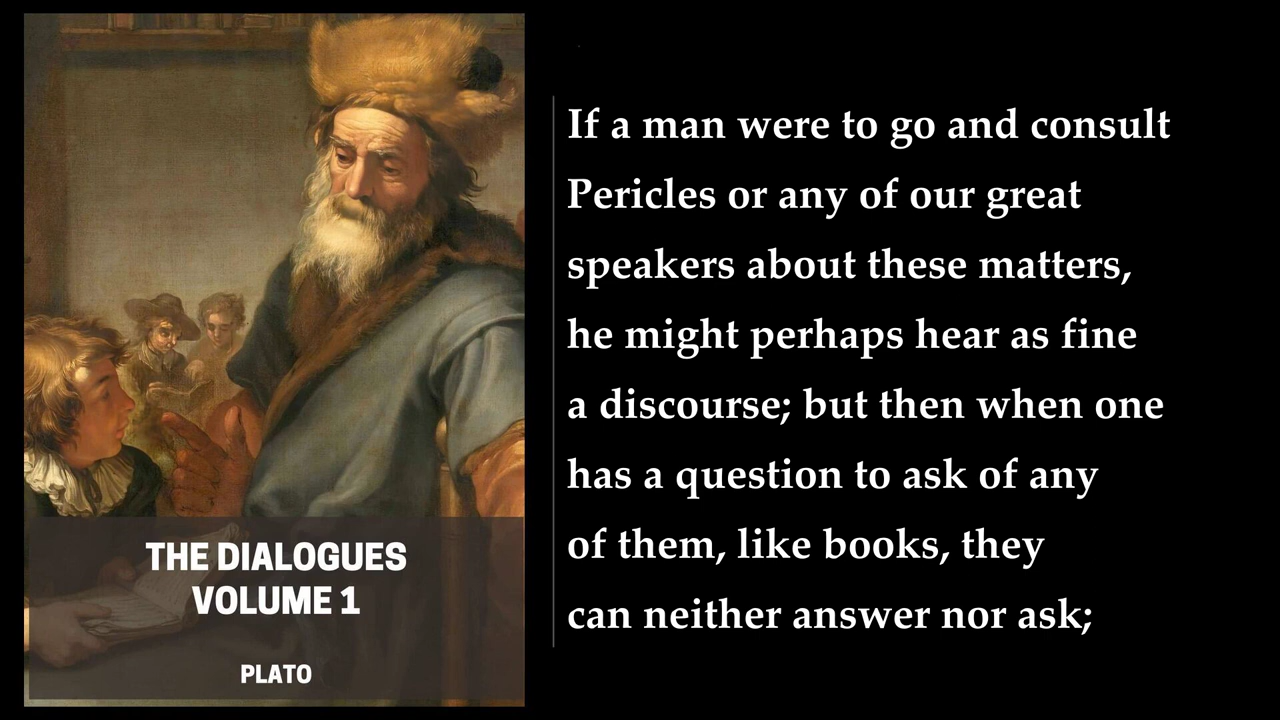 THE DIALOGUES
VOLUME 1
PLATO
If a man were to go and consult
Pericles or any of our great
speakers about these matters,
he might perhaps hear as fine
a discourse; but then when one
has a question to ask of any
of them, like books, they
can neither answer nor ask;